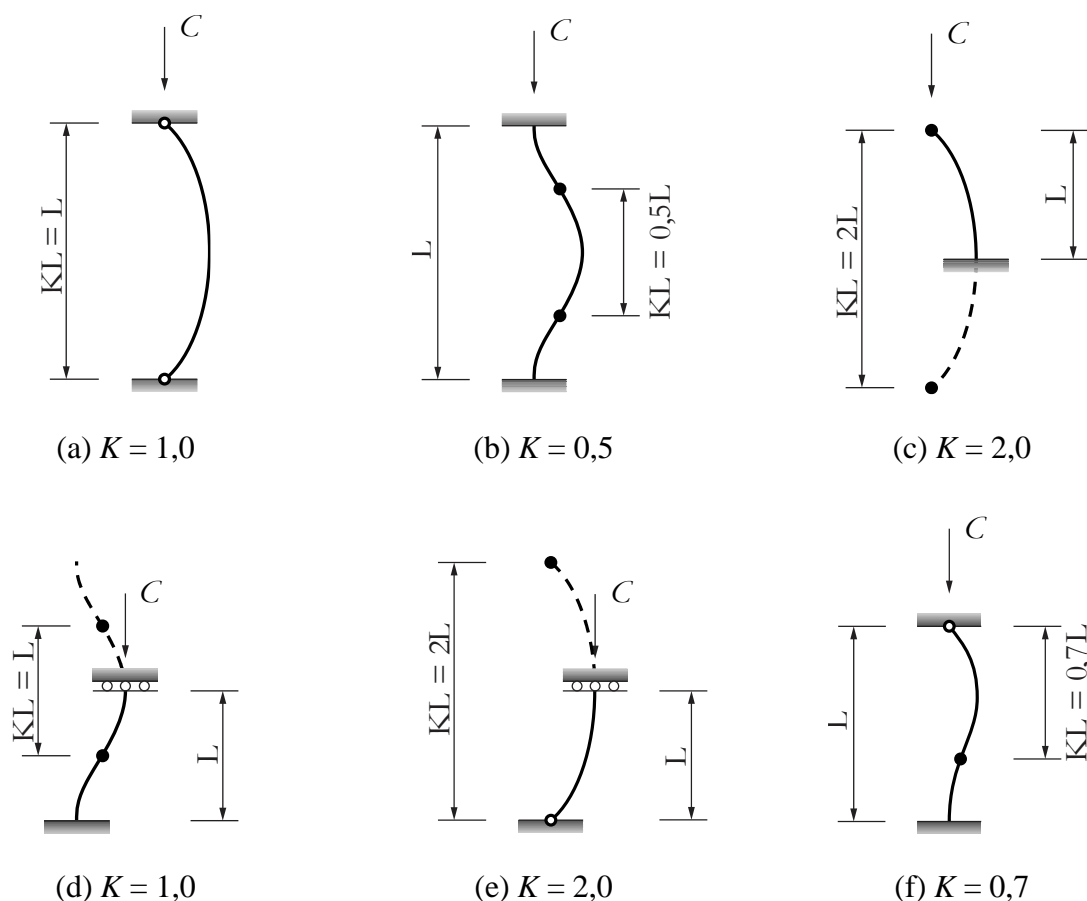 C
KL = L
(a) K = 1,0
C
L
KL = 0,5L
(b) K = 0,5
C
KL = 2L
L
(c) K = 2,0
C
KL = L
L
(d) K = 1,0
C
KL = 2L
L
(e) K = 2,0
C
L
KL = 0,7L
(f) K = 0,7